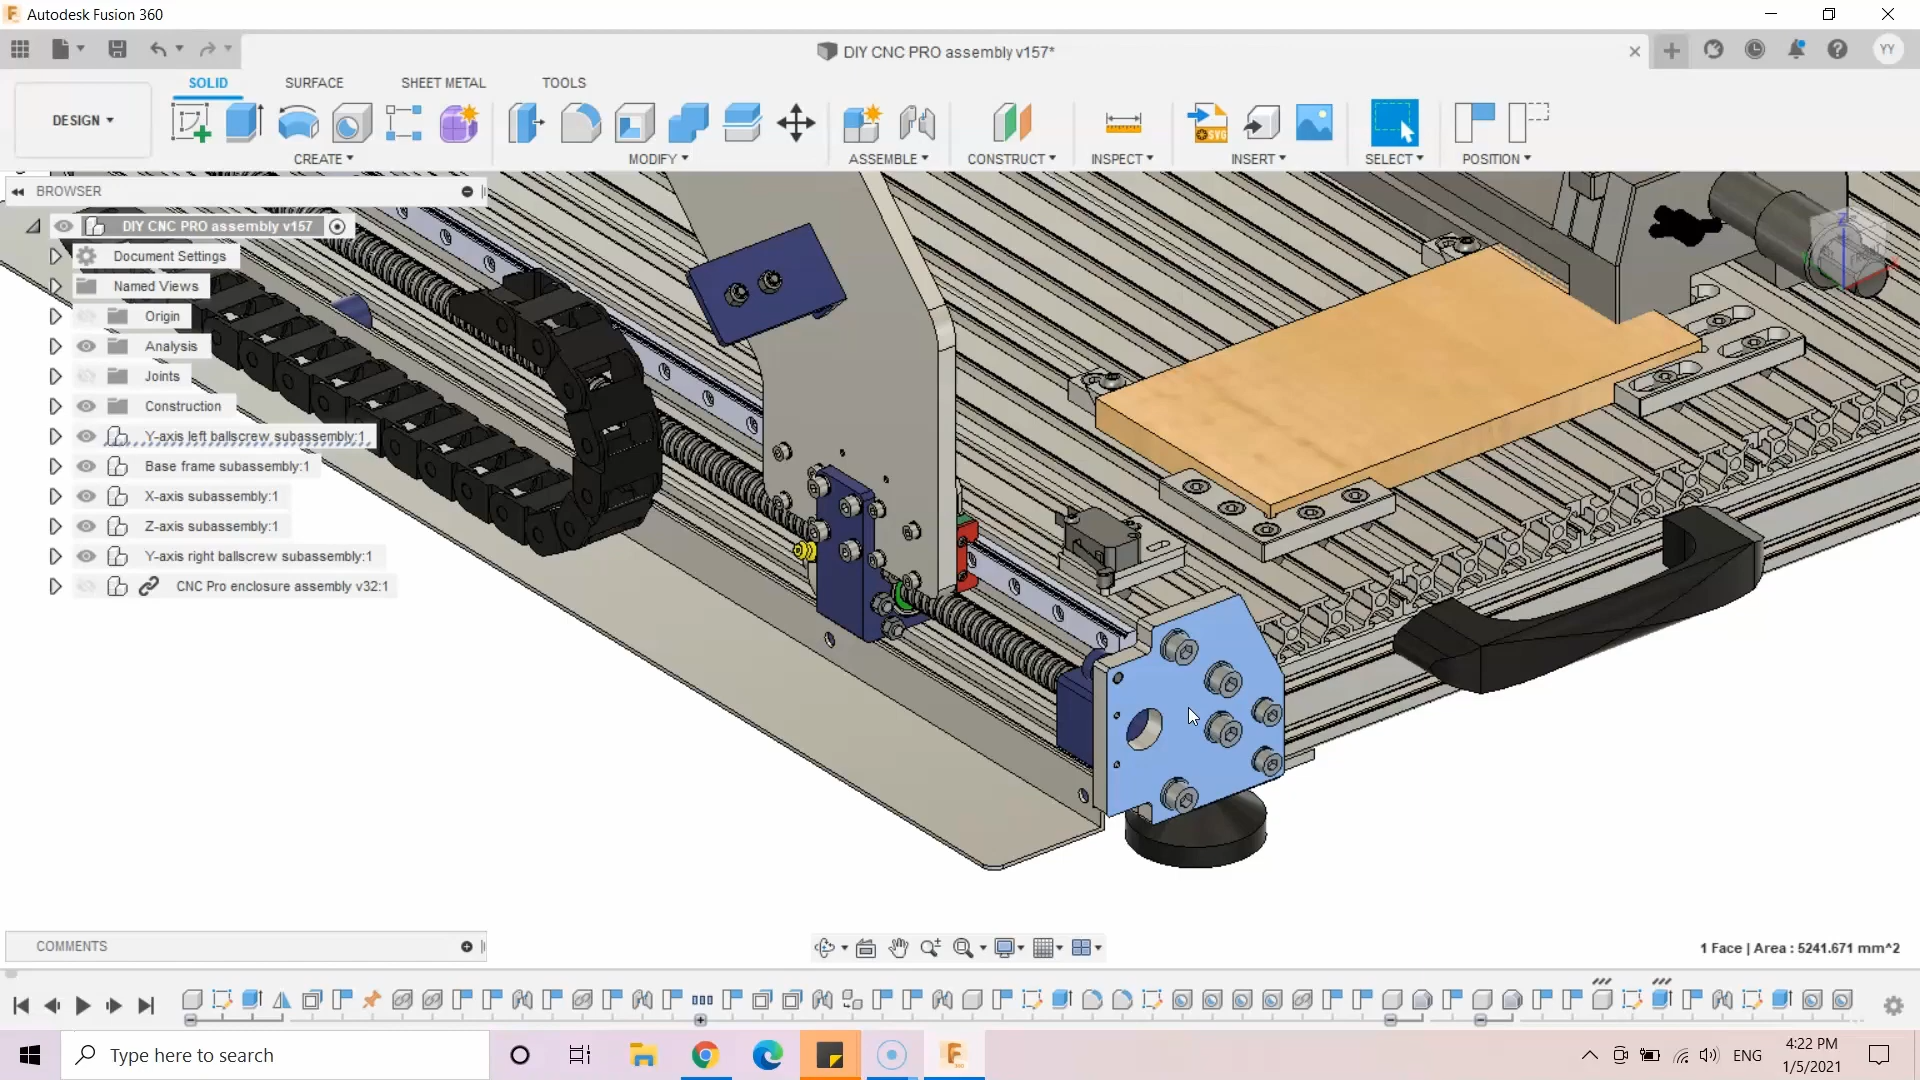 Autodesk Fusion 360
DIY CNC PRO assembly v157*
YY
SOLID
SURFACE
SHEET METAL
TOOLS
DESIGN
CREATE
MODIFY
ASSEMBLE
CONSTRUCT
INSPECT
SVG
INSERT
SELECT
POSITION
BROWSER
DIY CNC PRO assembly v157
Document Settings
Named Views
Origin
Analysis
Joints
Construction
Y-axis left ballscrew subassembly:1
Base frame subassembly:1
X-axis subassembly:1
Z-axis subassembly:1
Y-axis right ballscrew subassembly:1
CNC Pro enclosure assembly v32:1
Z
COMMENTS
1 Face | Area : 5241.671 mm^2
Type here to search
ENG
4:22 PM
1/5/2021